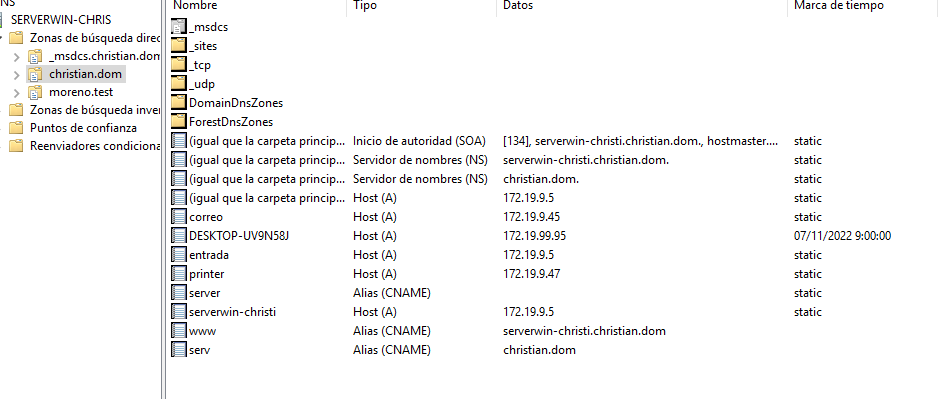 NS
SERVERWIN-CHRIS
Zonas de búsqueda direc
_msdcs.christian.dom
christian.dom
moreno.test
Zonas de búsqueda inver
Puntos de confianza
Reenviadores condiciona
Nombre Tipo Datos Marca de tiempo
_msdcs
_sites
_tcp
_udp
DomainDnsZones
ForestDnsZones
(igual que la carpeta princip... Inicio de autoridad (SOA) [134], serverwin-christi.christian.dom., hostmaster.... static
(igual que la carpeta princip... Servidor de nombres (NS) serverwin-christi.christian.dom. static
(igual que la carpeta princip... Servidor de nombres (NS) christian.dom. static
(igual que la carpeta princip... Host (A) 172.19.9.5 static
correo Host (A) 172.19.9.45 static
DESKTOP-UV9N58J Host (A) 172.19.99.95 07/11/2022 9:00:00
entrada Host (A) 172.19.9.5 static
printer Host (A) 172.19.9.47 static
server Alias (CNAME) static
serverwin-christi Host (A) 172.19.9.5 static
www Alias (CNAME) serverwin-christi.christian.dom
serv Alias (CNAME) christian.dom